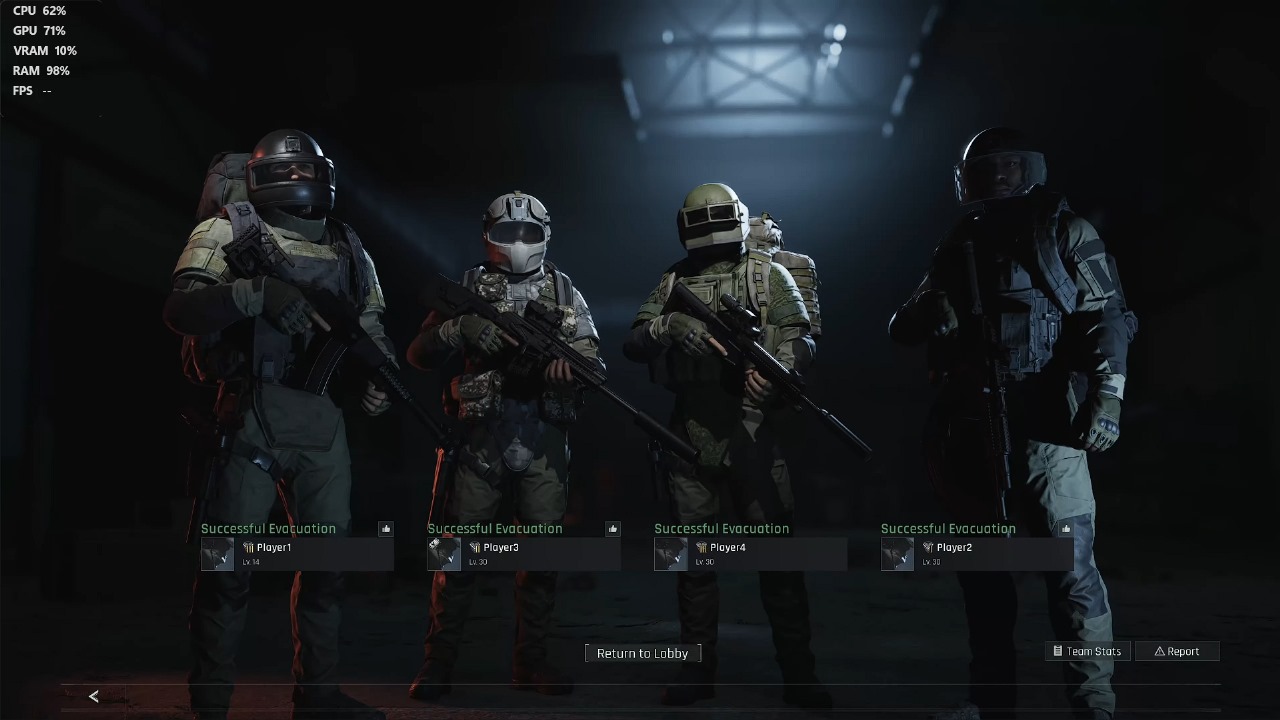 CPU 62%
GPU 71%
VRAM 10%
RAM 98%
FPS --
Successful Evacuation
Player1
Lv.14
Successful Evacuation
Player3
Lv.30
Successful Evacuation
Player4
Lv.30
Successful Evacuation
Player2
Lv.30
Return to Lobby
Team Stats
Report